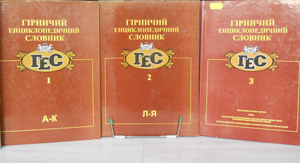 ГІРНИЧИЙ
ЕНЦИКЛОПЕДИЧНИЙ
СЛОВНИК
ГЕС
1
А-К
ГІРНИЧИЙ
ЕНЦИКЛОПЕДИЧНИЙ
СЛОВНИК
ГЕС
2
Л-Я
ГІРНИЧИЙ
ЕНЦИКЛОПЕДИЧНИЙ
СЛОВНИК
ГЕС
3